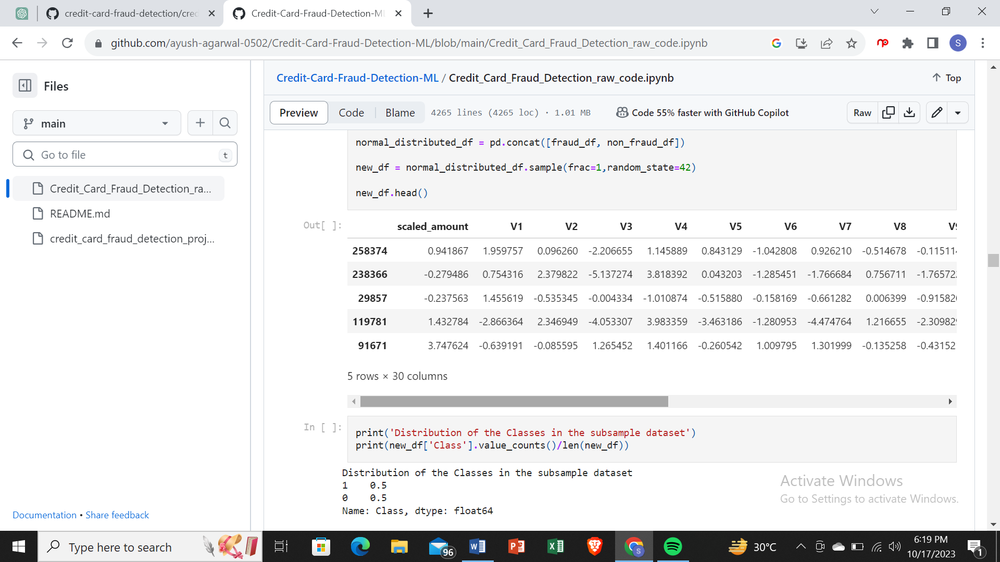 credit-card-fraud-detection/cred
Credit-Card-Fraud-Detection-ML
github.com/ayush-agarwal-0502/Credit-Card-Fraud-Detection-ML/blob/main/Credit_Card_Fraud_Detection_raw_code.ipynb
S
Files
main
Go to file
t
Credit_Card_Fraud_Detection_ra...
README.md
credit_card_fraud_detection_proj...
Documentation • Share feedback
Credit-Card-Fraud-Detection-ML / Credit_Card_Fraud_Detection_raw_code.ipynb
Top
Preview Code Blame 4265 lines (4265 loc) · 1.01 MB Code 55% faster with GitHub Copilot Raw
normal_distributed_df = pd.concat([fraud_df, non_fraud_df])
new_df = normal_distributed_df.sample(frac=1,random_state=42)
new_df.head()
Out[ ]:
scaled_amount V1 V2 V3 V4 V5 V6 V7 V8 V9
258374 0.941867 1.959757 0.096260 -2.206655 1.145889 0.843129 -1.042808 0.926210 -0.514678 -0.115114
238366 -0.279486 0.754316 2.379822 -5.137274 3.818392 0.043203 -1.285451 -1.766684 0.756711 -1.765722
29857 -0.237563 1.455619 -0.535345 -0.004334 -1.010874 -0.515880 -0.158169 -0.661282 0.006399 -0.915826
119781 1.432784 -2.866364 2.346949 -4.053307 3.983359 -3.463186 -1.280953 -4.474764 1.216655 -2.309829
91671 3.747624 -0.639191 -0.085595 1.265452 1.401166 -0.260542 1.009795 1.301999 -0.135258 -0.43152
5 rows × 30 columns
In [ ]:
print('Distribution of the Classes in the subsample dataset')
print(new_df['Class'].value_counts()/len(new_df))
Distribution of the Classes in the subsample dataset
1 0.5
0 0.5
Name: Class, dtype: float64
Activate Windows
Go to Settings to activate Windows.
Type here to search
96
S
30°C
6:19 PM
10/17/2023
1